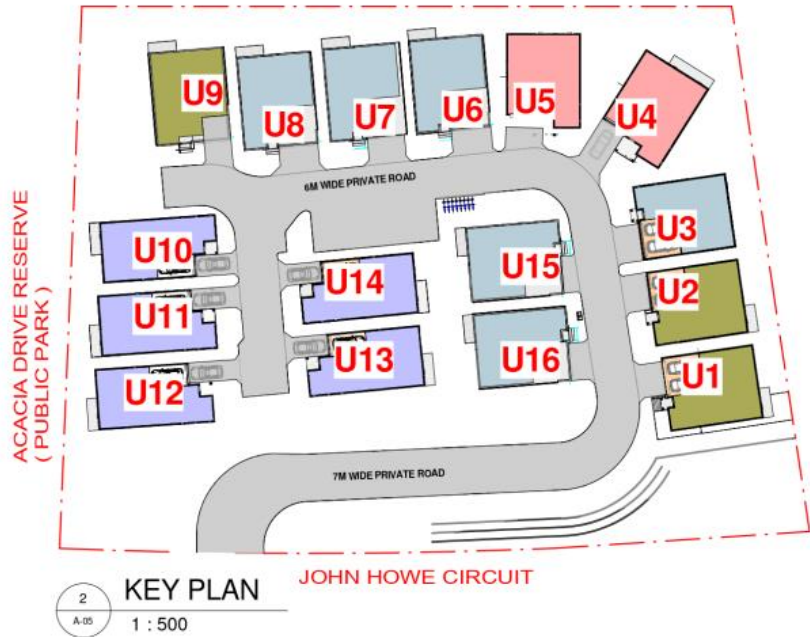 U9
U8
U7
U6
U5
U4
6M WIDE PRIVATE ROAD
U3
U10
U15
U14
U2
U11
U13
U16
U12
U1
ACACIA DRIVE RESERVE
( PUBLIC PARK )
7M WIDE PRIVATE ROAD
JOHN HOWE CIRCUIT
2
A-05
KEY PLAN
1 : 500